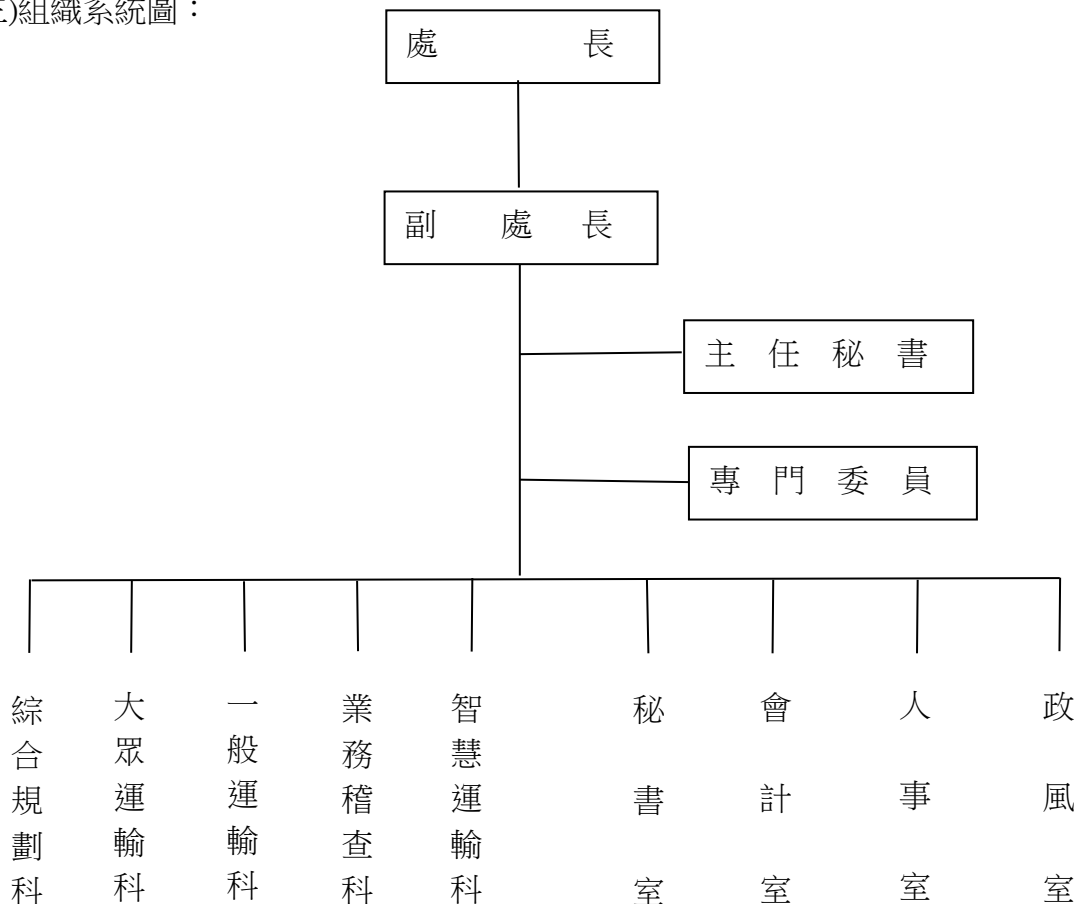 三)組織系統圖：
處長
副處長
主任秘書
專門委員
綜合規劃科
大眾運輸科
一般運輸科
業務稽查科
智慧運輸科
秘書室
會計室
人事室
政風室